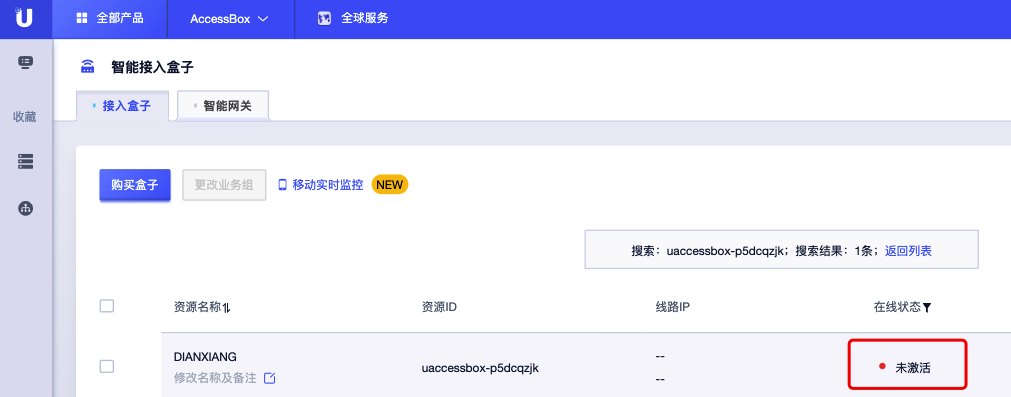 U 全部产品 AccessBox 全球服务
智能接入盒子
收藏
接入盒子 智能网关
购买盒子 更改业务组 移动实时监控 NEW
搜索：uaccessbox-p5dcqzjk；搜索结果：1条；返回列表
资源名称 资源ID 线路IP 在线状态
DIANXIANG
修改名称及备注
uaccessbox-p5dcqzjk
--
--
未激活